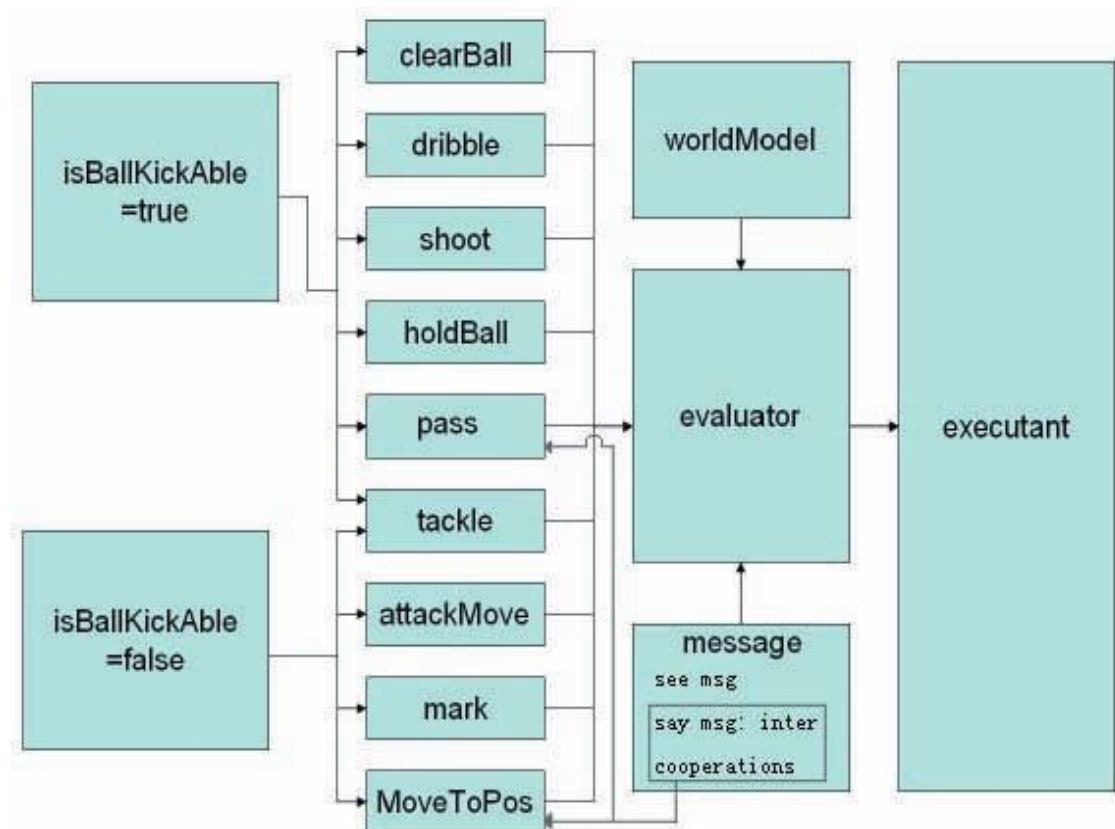 isBallKickAble
=true
isBallKickAble
=false
clearBall
dribble
shoot
holdBall
pass
tackle
attackMove
mark
MoveToPos
worldModel
evaluator
message
see msg
say msg: inter
cooperations
executant